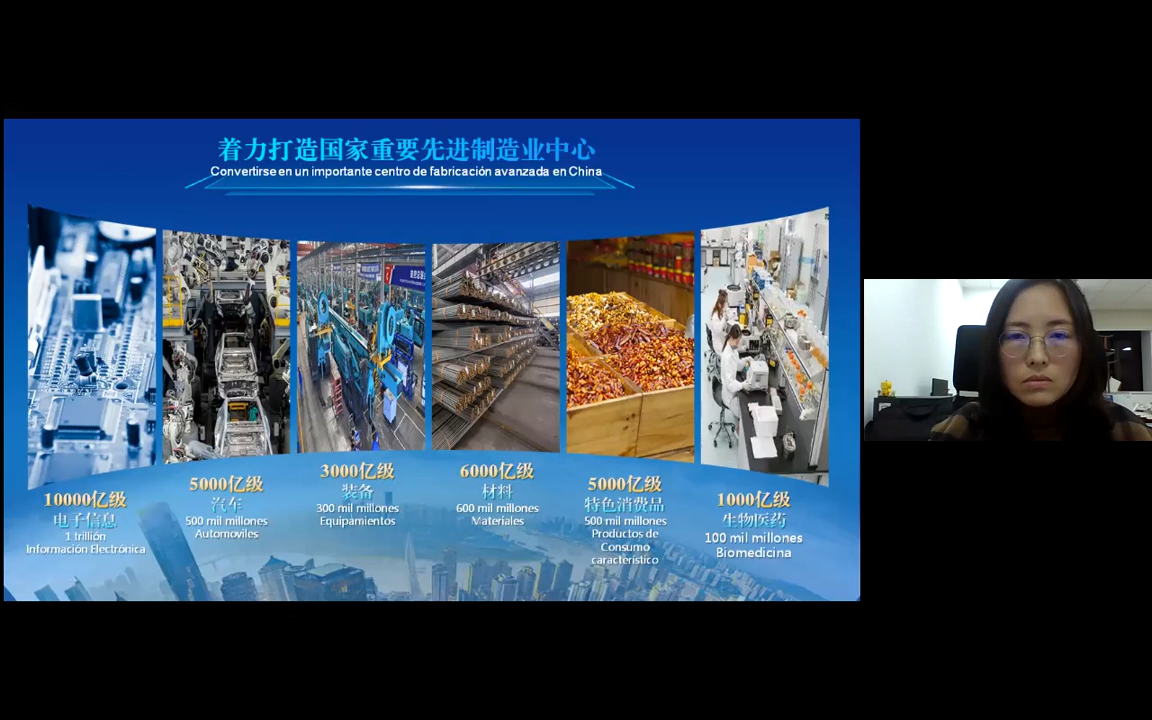 着力打造国家重要先进制造业中心
Convertirse en un importante centro de fabricación avanzada en China
10000亿级
电子信息
1 trillión
Información Electrónica
5000亿级
汽车
500 mil millones
Automoviles
3000亿级
装备
300 mil millones
Equipamientos
6000亿级
材料
600 mil millones
Materiales
5000亿级
特色消费品
500 mil millones
Productos de
Consumo
característico
1000亿级
生物医药
100 mil millones
Biomedicina